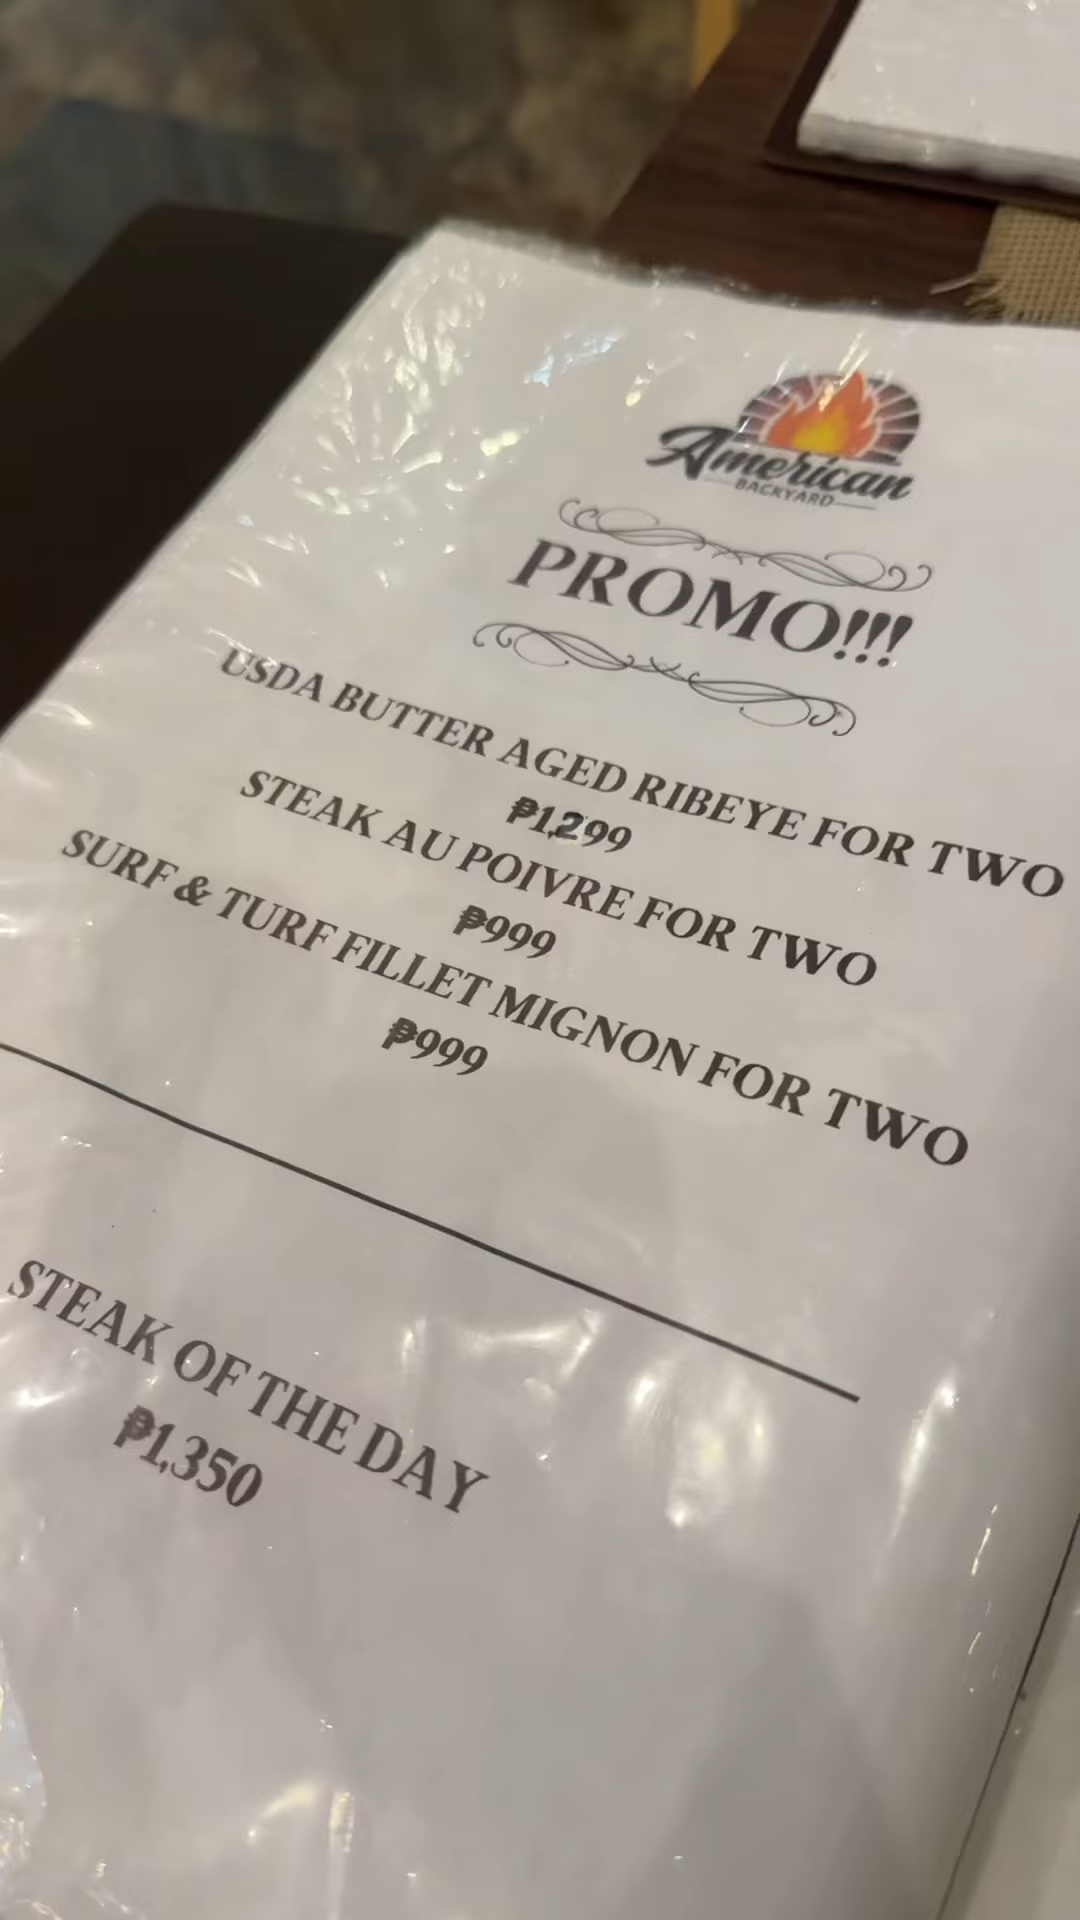 American
BACKYARD
PROMO!!!
USDA BUTTER AGED RIBEYE FOR TWO
₱1,299
STEAK AU POIVRE FOR TWO
₱999
SURF & TURF FILLET MIGNON FOR TWO
₱999
STEAK OF THE DAY
₱1,350